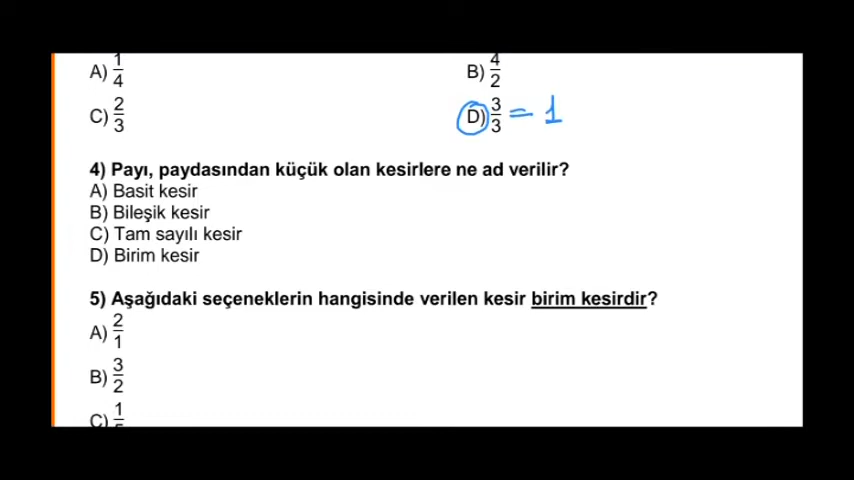 A) 1/4 B) 4/2
C) 2/3 D) 3/3 = 1
4) Payı, paydasından küçük olan kesirlere ne ad verilir?
A) Basit kesir
B) Bileşik kesir
C) Tam sayılı kesir
D) Birim kesir
5) Aşağıdaki seçeneklerin hangisinde verilen kesir birim kesirdir?
A) 2/1
B) 3/2
C) 1